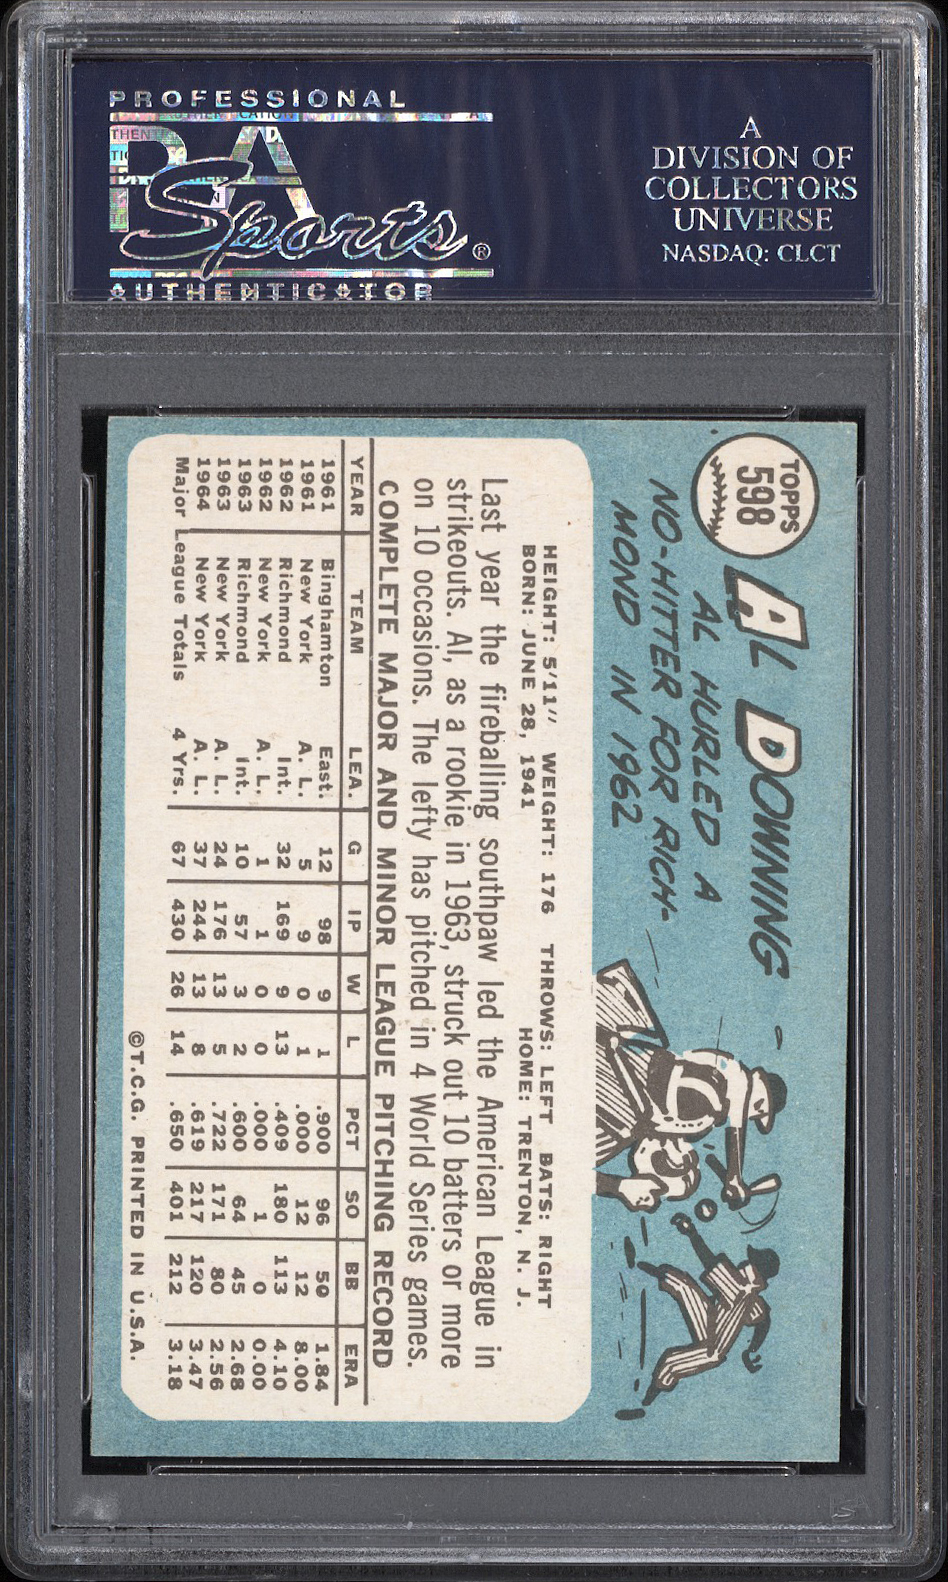 PROFESSIONAL
PSA
Sports®
AUTHENTICATOR
A
DIVISION OF
COLLECTORS
UNIVERSE
NASDAQ: CLCT
TOPPS
598
AL DOWNING
AL HURLED A
NO-HITTER FOR RICH-
MOND IN 1962
HEIGHT: 5'11" WEIGHT: 176 THROWS: LEFT BATS: RIGHT
BORN: JUNE 28, 1941 HOME: TRENTON, N. J.
Last year the fireballing southpaw led the American League in
strikeouts. Al, as a rookie in 1963, struck out 10 batters or more
on 10 occasions. The lefty has pitched in 4 World Series games.
COMPLETE MAJOR AND MINOR LEAGUE PITCHING RECORD
YEAR TEAM LEA. G IP W L PCT SO BB ERA
1961 Binghamton East. 12 98 9 1 .900 96 50 1.84
1961 New York A. L. 5 9 0 1 .000 12 12 8.00
1962 Richmond Int. 32 169 9 13 .409 180 113 4.10
1962 New York A. L. 1 1 0 0 .000 1 0 0.00
1963 Richmond Int. 10 57 3 2 .600 64 45 2.68
1963 New York A. L. 24 176 13 5 .722 171 80 2.56
1964 New York A. L. 37 244 13 8 .619 217 120 3.47
Major League Totals 4 Yrs. 67 430 26 14 .650 401 212 3.18
©T.C.G. PRINTED IN U.S.A.